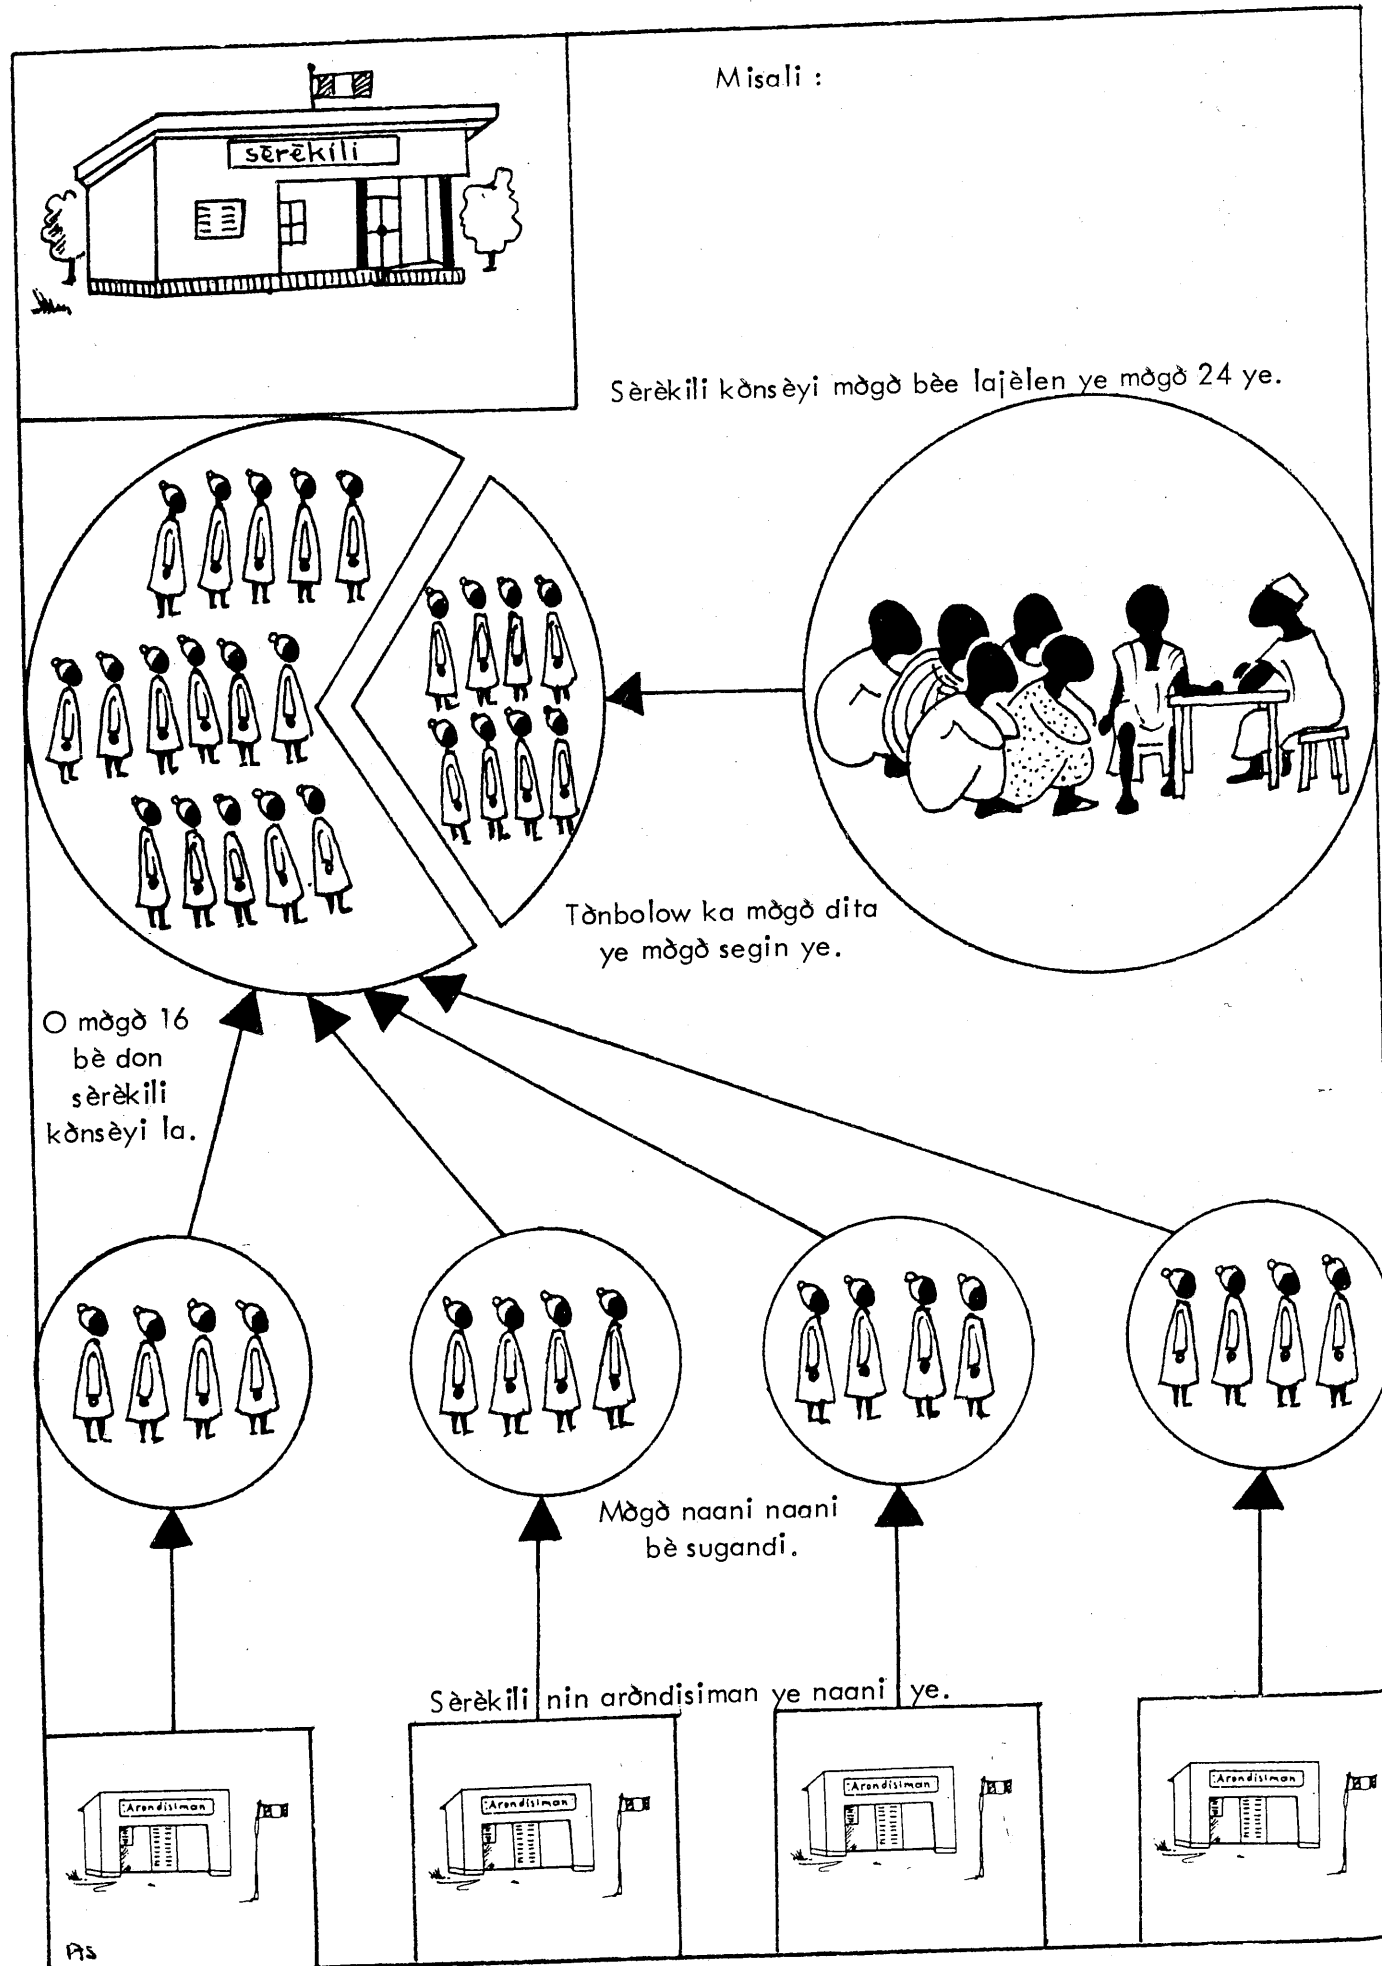 Misali :
sèrèkili
Sèrèkili kònsèyi mògò bèe lajèlen ye mògò 24 ye.
Tònbolow ka mògò dita
ye mògò segin ye.
O mògò 16
bè don
sèrèkili
kònsèyi la.
Mògò naani naani
bè sugandi.
Sèrèkili nin aròndisiman ye naani ye.
Arondisiman
Arondisiman
Arondisiman
Arondisiman